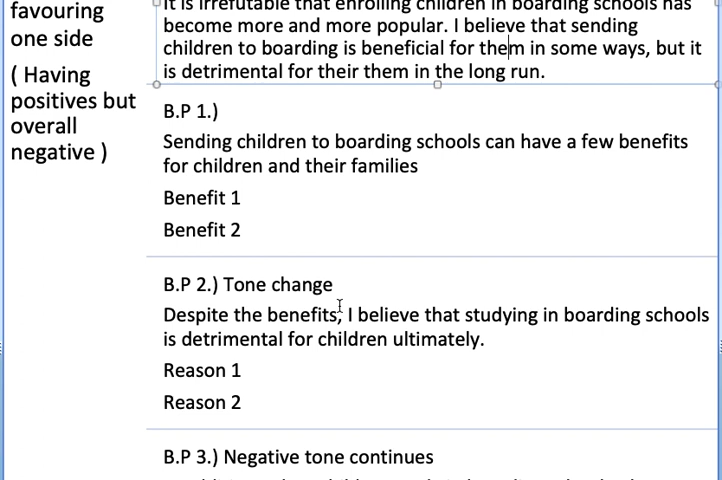 favouring
one side
( Having
positives but
overall
negative )
It is irrefutable that enrolling children in boarding schools has
become more and more popular. I believe that sending
children to boarding is beneficial for them in some ways, but it
is detrimental for their them in the long run.
B.P 1.)
Sending children to boarding schools can have a few benefits
for children and their families
Benefit 1
Benefit 2
B.P 2.) Tone change
Despite the benefits, I believe that studying in boarding schools
is detrimental for children ultimately.
Reason 1
Reason 2
B.P 3.) Negative tone continues